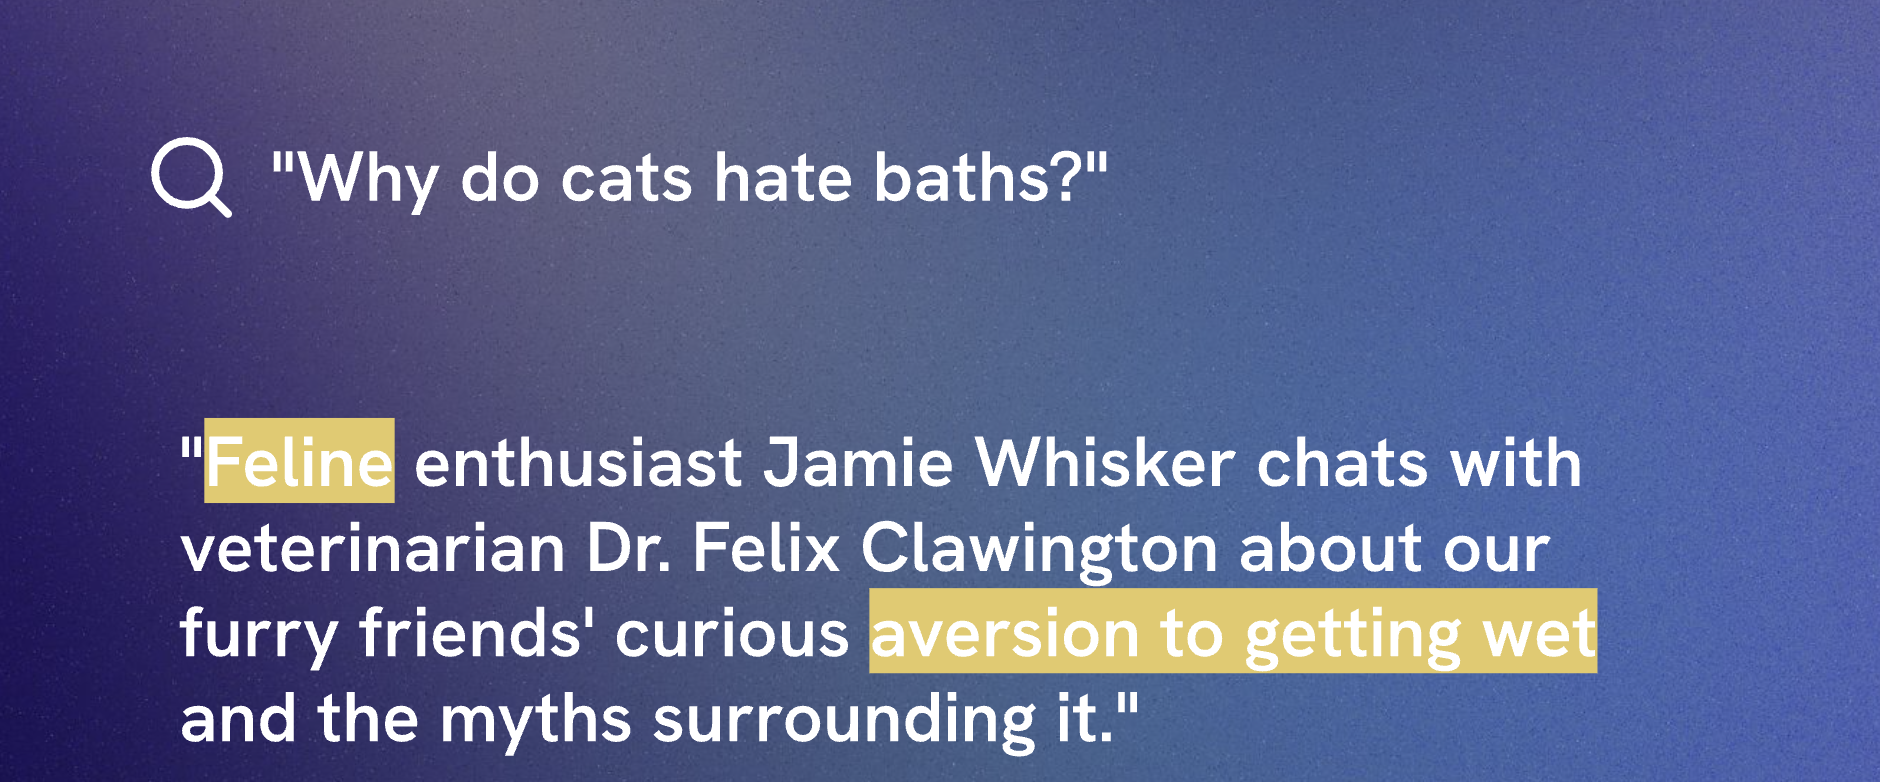 "Why do cats hate baths?"
"Feline enthusiast Jamie Whisker chats with
veterinarian Dr. Felix Clawington about our
furry friends' curious aversion to getting wet
and the myths surrounding it."